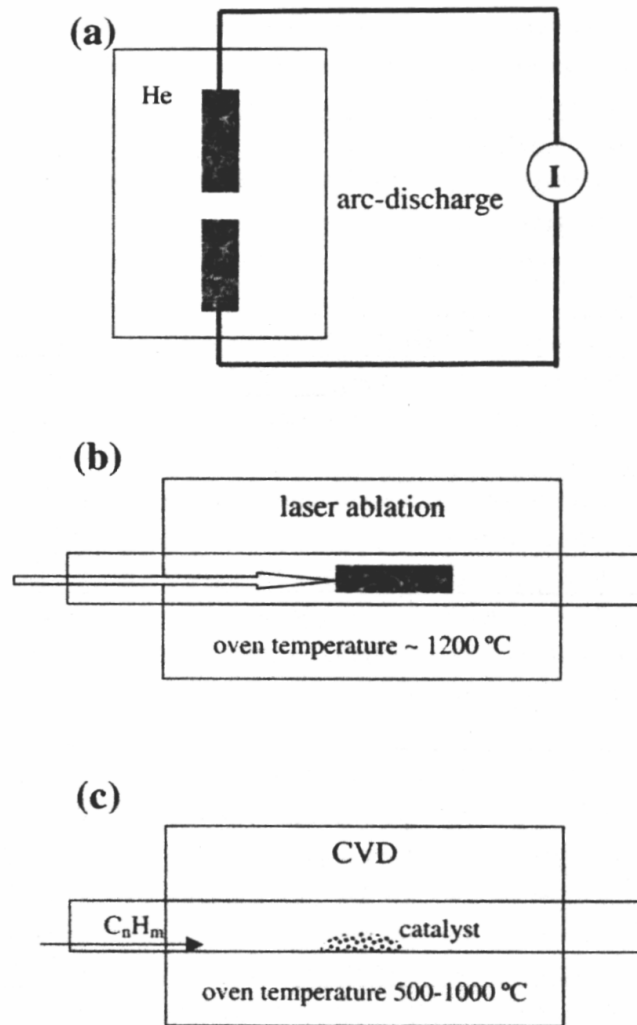 (a)
He
I
arc-discharge
(b)
laser ablation
oven temperature ~ 1200 ºC
(c)
CVD
CₙHₘ
catalyst
oven temperature 500-1000 ºC